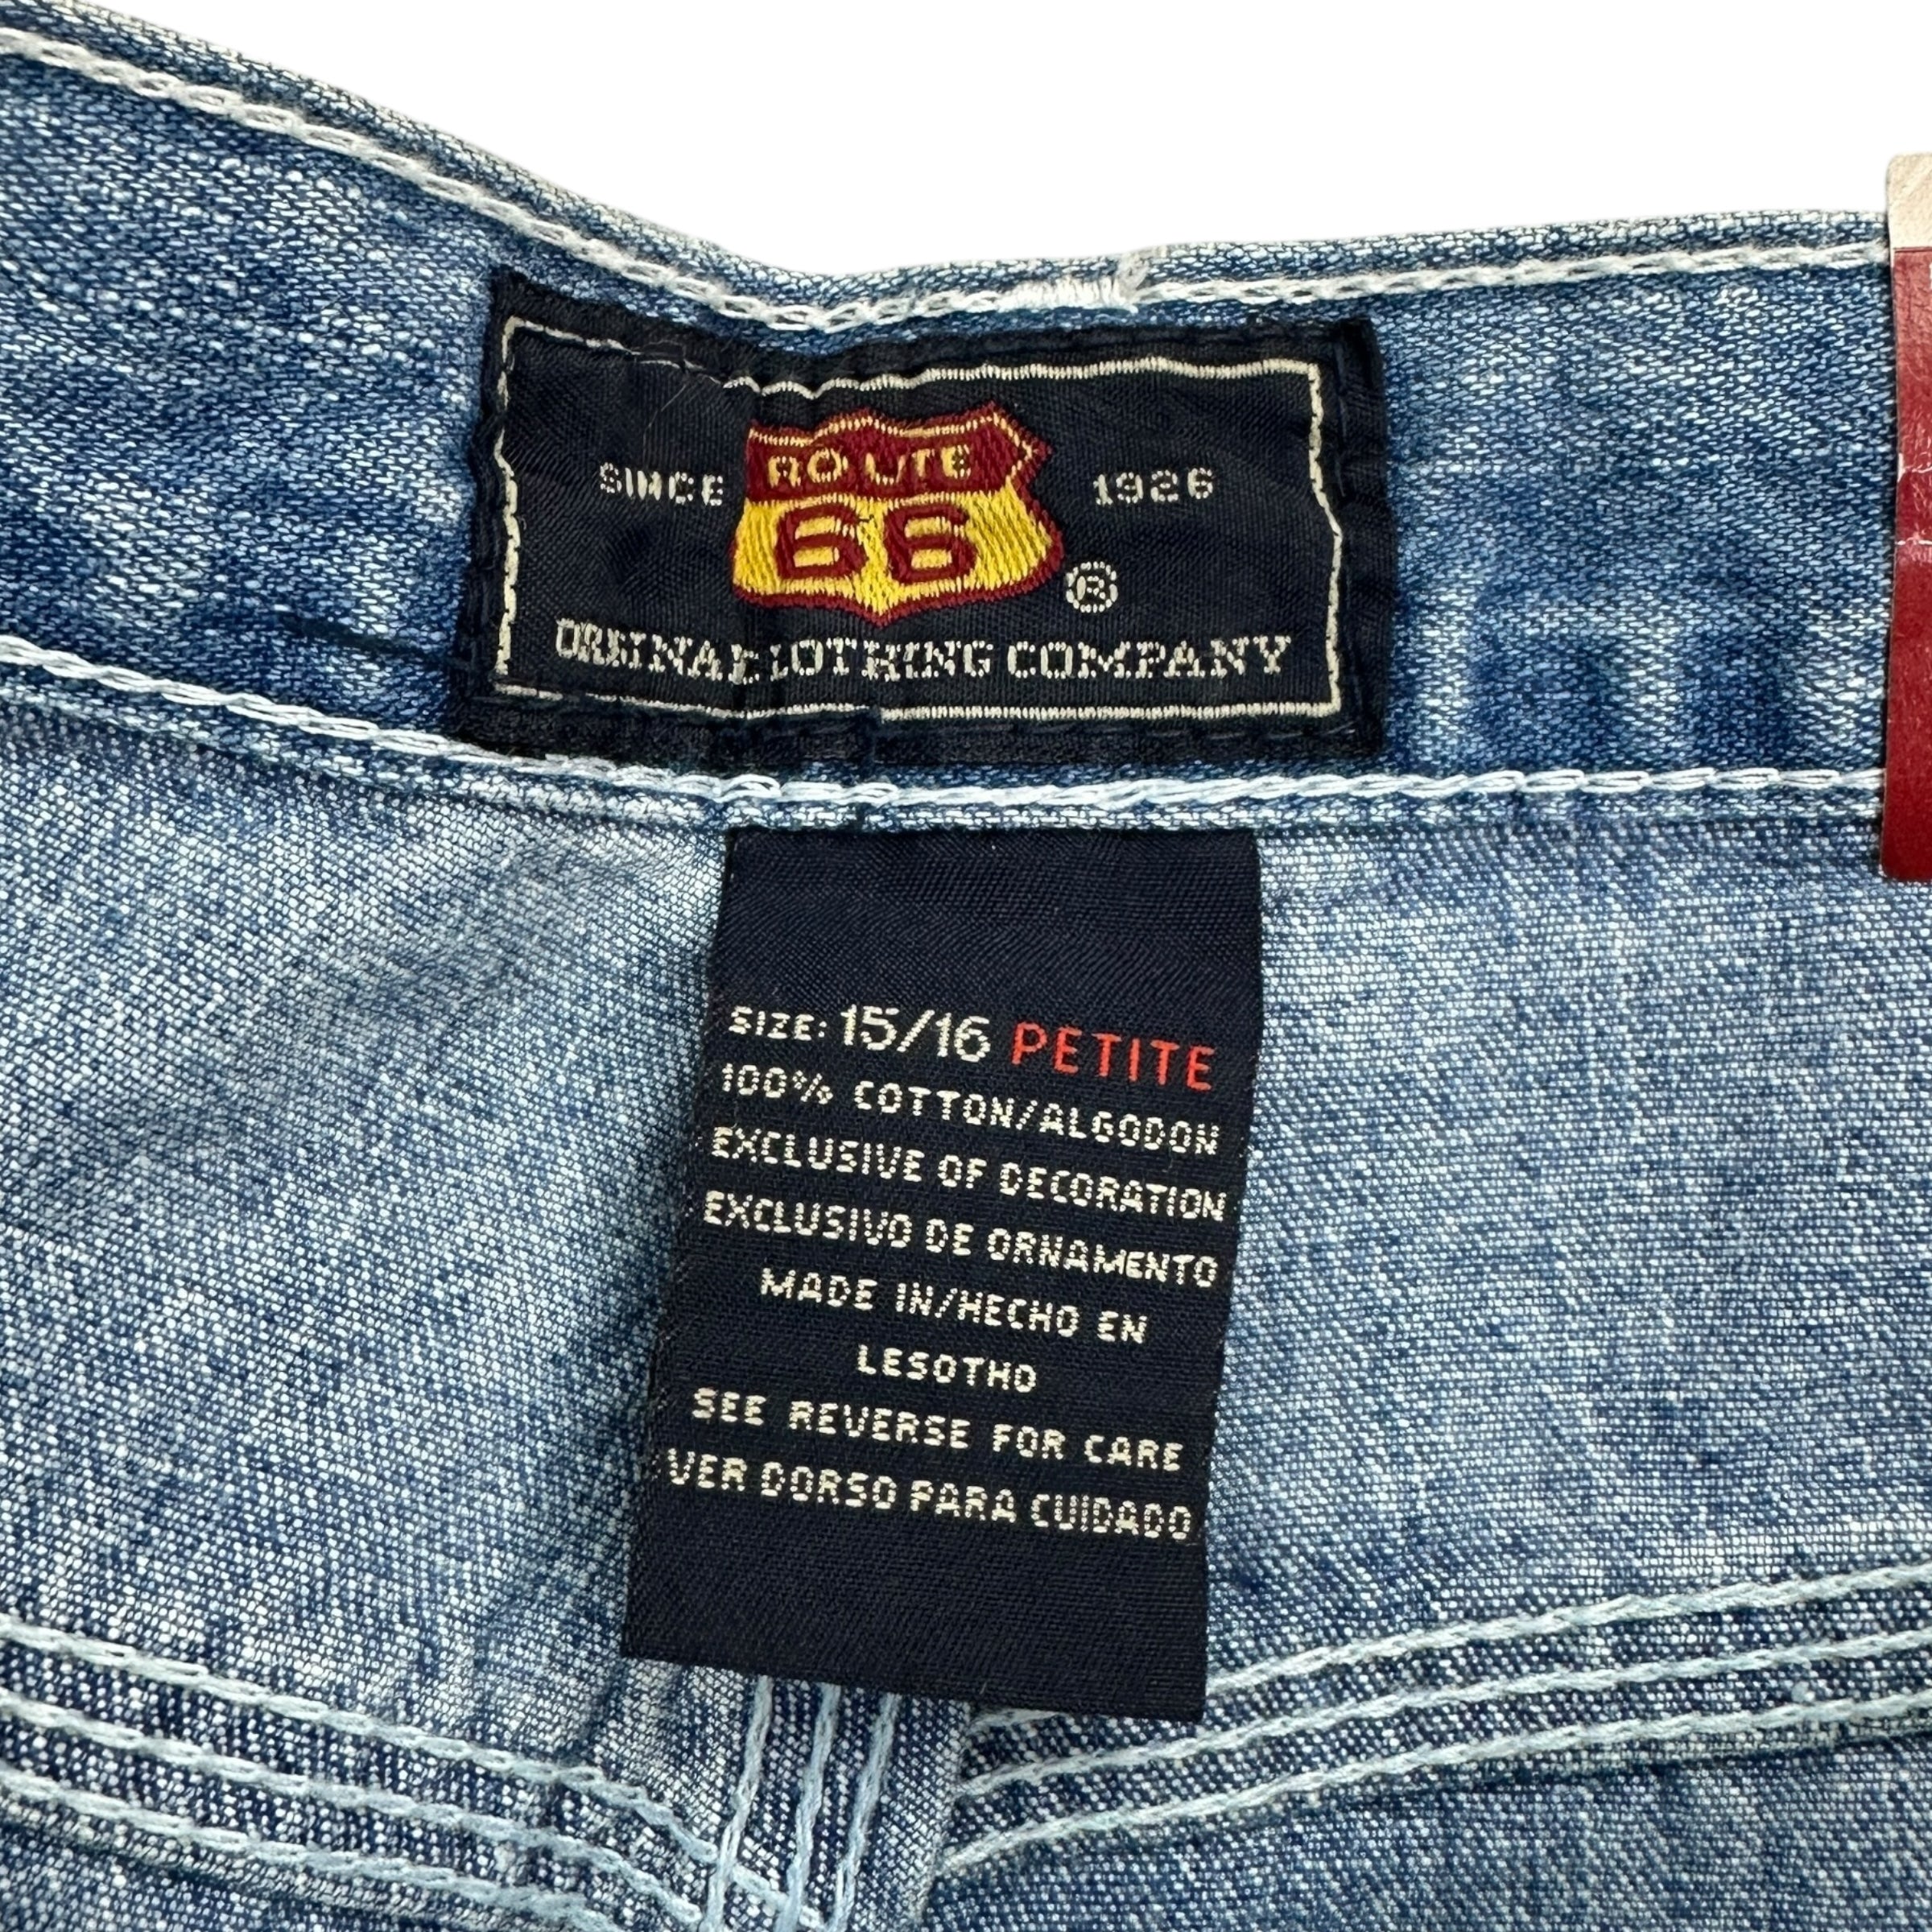 SINCE ROUTE 66 1926
®
ORIGINAL CLOTHING COMPANY
SIZE: 15/16 PETITE
100% COTTON/ALGODON
EXCLUSIVE OF DECORATION
EXCLUSIVO DE ORNAMENTO
MADE IN/HECHO EN
LESOTHO
SEE REVERSE FOR CARE
VER DORSO PARA CUIDADO